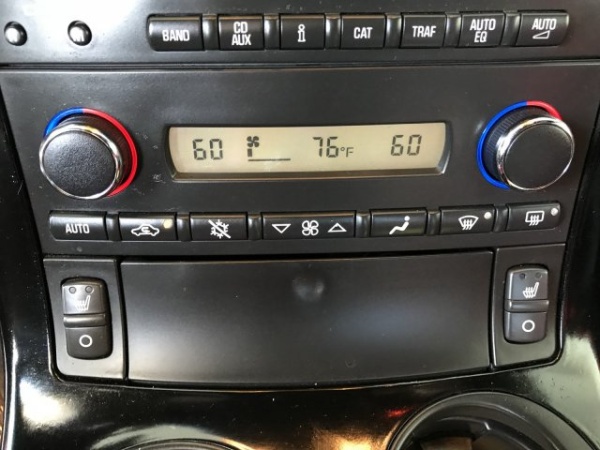 BAND
CD
AUX
i
CAT
TRAF
AUTO
EQ
AUTO
60
76°F
60
AUTO